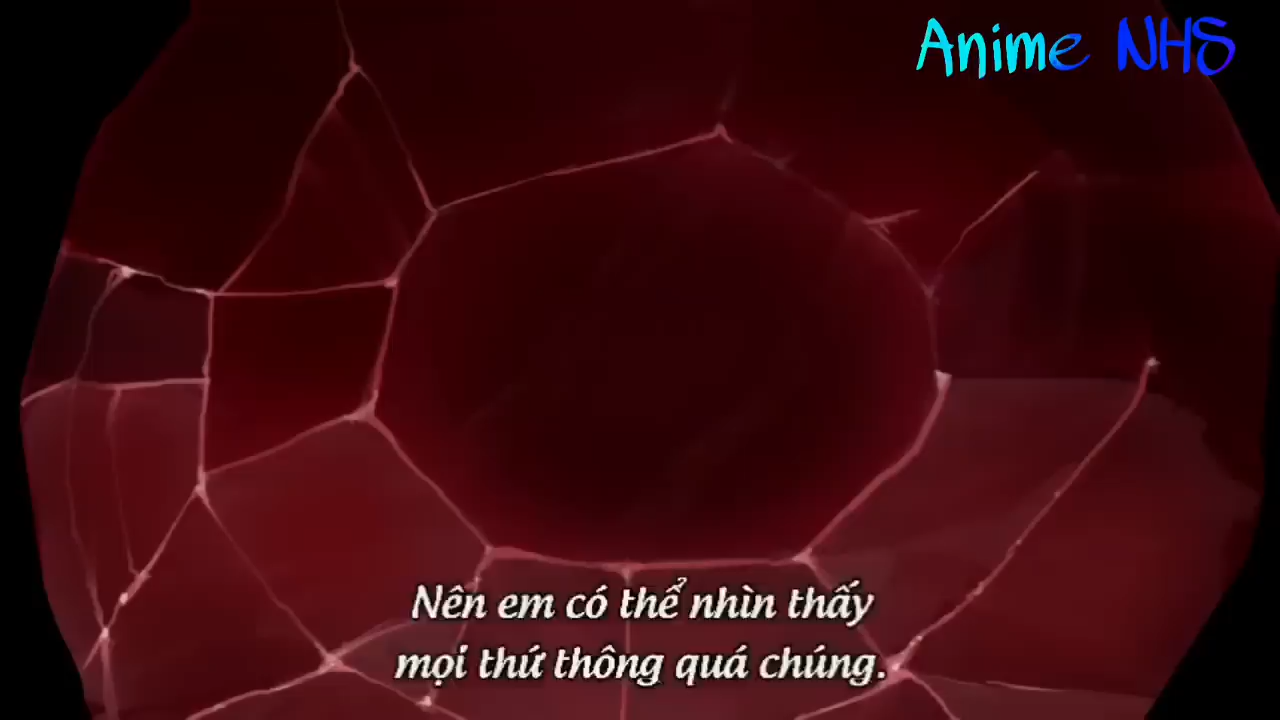 Anime NHS
Nên em có thể nhìn thấy
mọi thứ thông quá chúng.